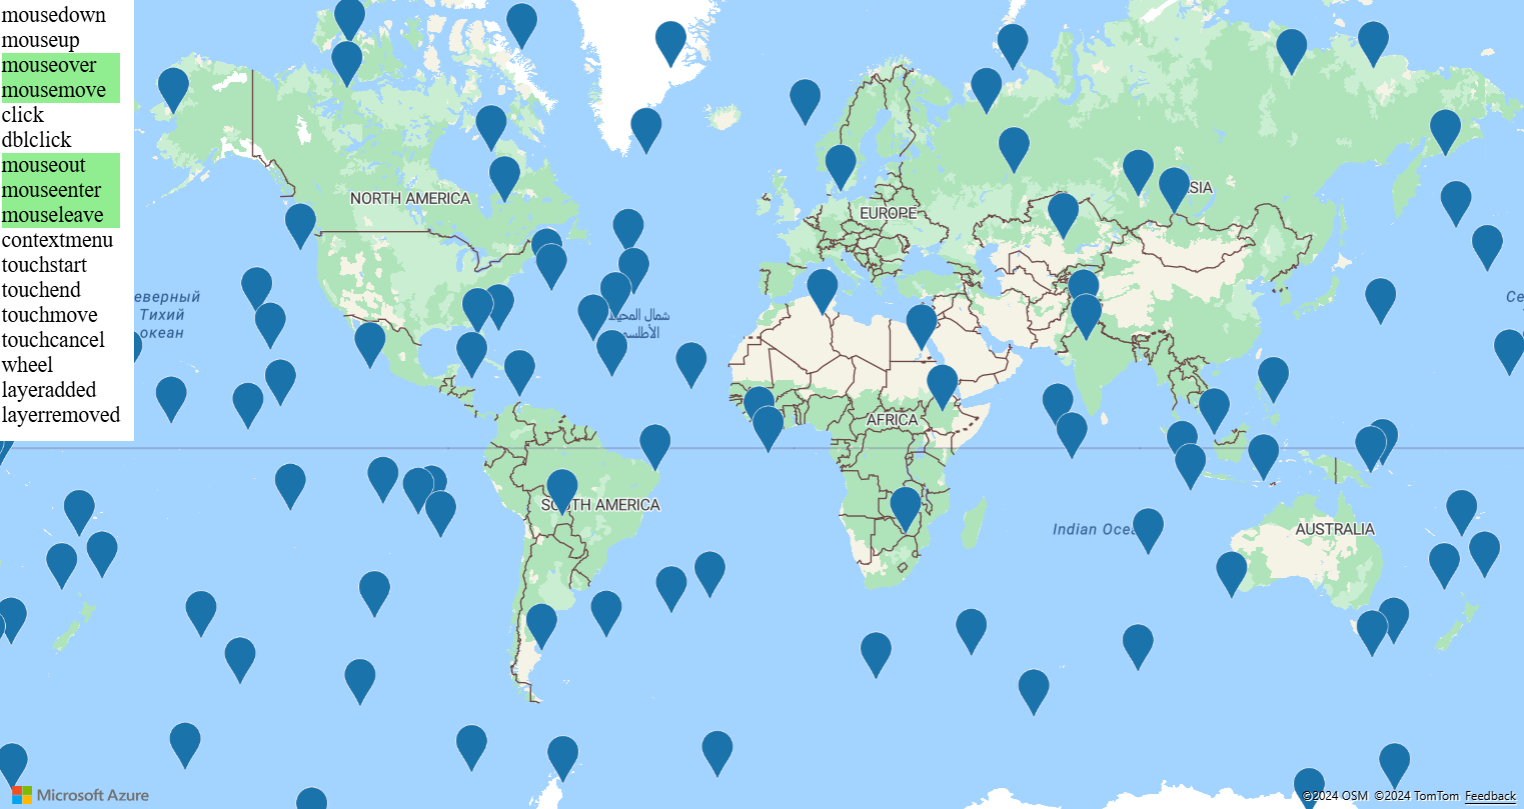 mousedown
mouseup
mouseover
mousemove
click
dblclick
mouseout
mouseenter
mouseleave
contextmenu
touchstart
touchend
touchmove
touchcancel
wheel
layeradded
layerremoved
NORTH AMERICA
EUROPE
SIA
еверный
Тихий
океан
شمال المحيط
الأطلسي
Се
AFRICA
SOUTH AMERICA
Indian Ocea
AUSTRALIA
Microsoft Azure
©2024 OSM ©2024 TomTom Feedback